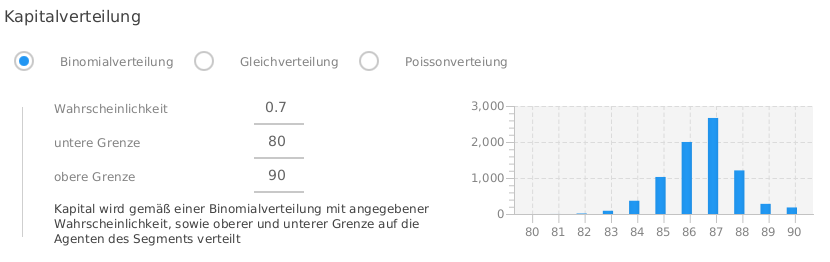 Kapitalverteilung
Binomialverteilung Gleichverteilung Poissonverteiung
Wahrscheinlichkeit 0.7
untere Grenze 80
obere Grenze 90
Kapital wird gemäß einer Binomialverteilung mit angegebener
Wahrscheinlichkeit, sowie oberer und unterer Grenze auf die
Agenten des Segments verteilt
3,000
2,000
1,000
0
80 81 82 83 84 85 86 87 88 89 90